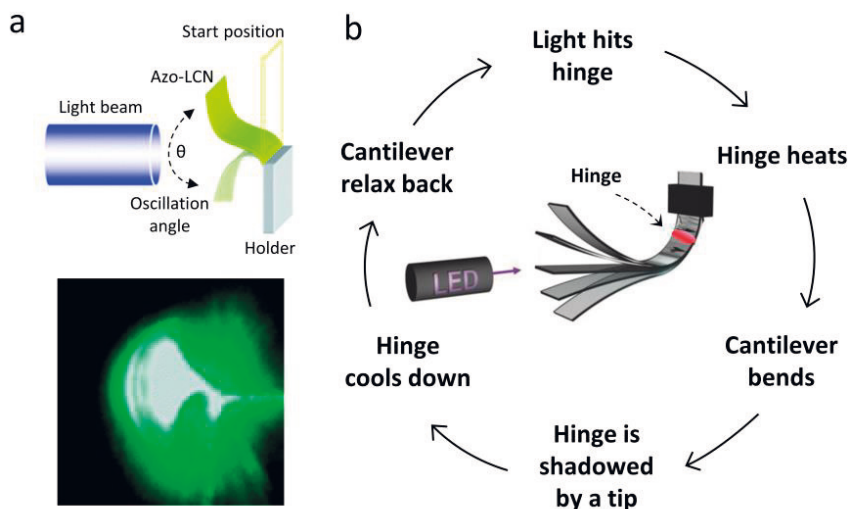 a
Start position
Azo-LCN
Light beam
θ
Oscillation
angle
Holder
b
Light hits
hinge
Hinge heats
Cantilever
bends
Hinge is
shadowed
by a tip
Hinge
cools down
Cantilever
relax back
Hinge
LED